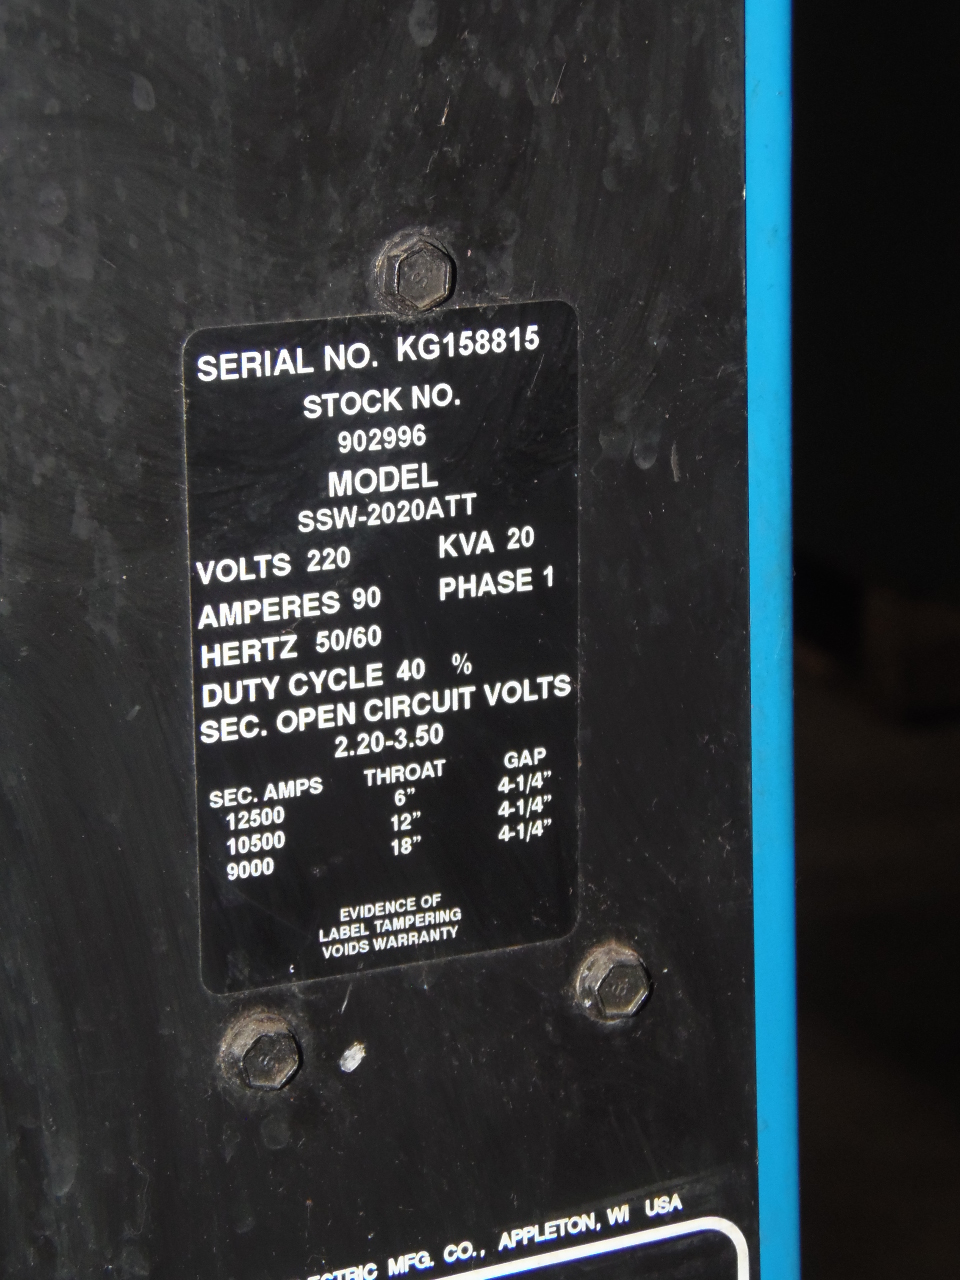 SERIAL NO. KG158815
STOCK NO.
902996
MODEL
SSW-2020ATT
VOLTS 220 KVA 20
AMPERES 90 PHASE 1
HERTZ 50/60
DUTY CYCLE 40 %
SEC. OPEN CIRCUIT VOLTS
2.20-3.50
SEC. AMPS THROAT GAP
12500 6" 4-1/4"
10500 12" 4-1/4"
9000 18" 4-1/4"
EVIDENCE OF
LABEL TAMPERING
VOIDS WARRANTY
MFG. CO., APPLETON, WI USA